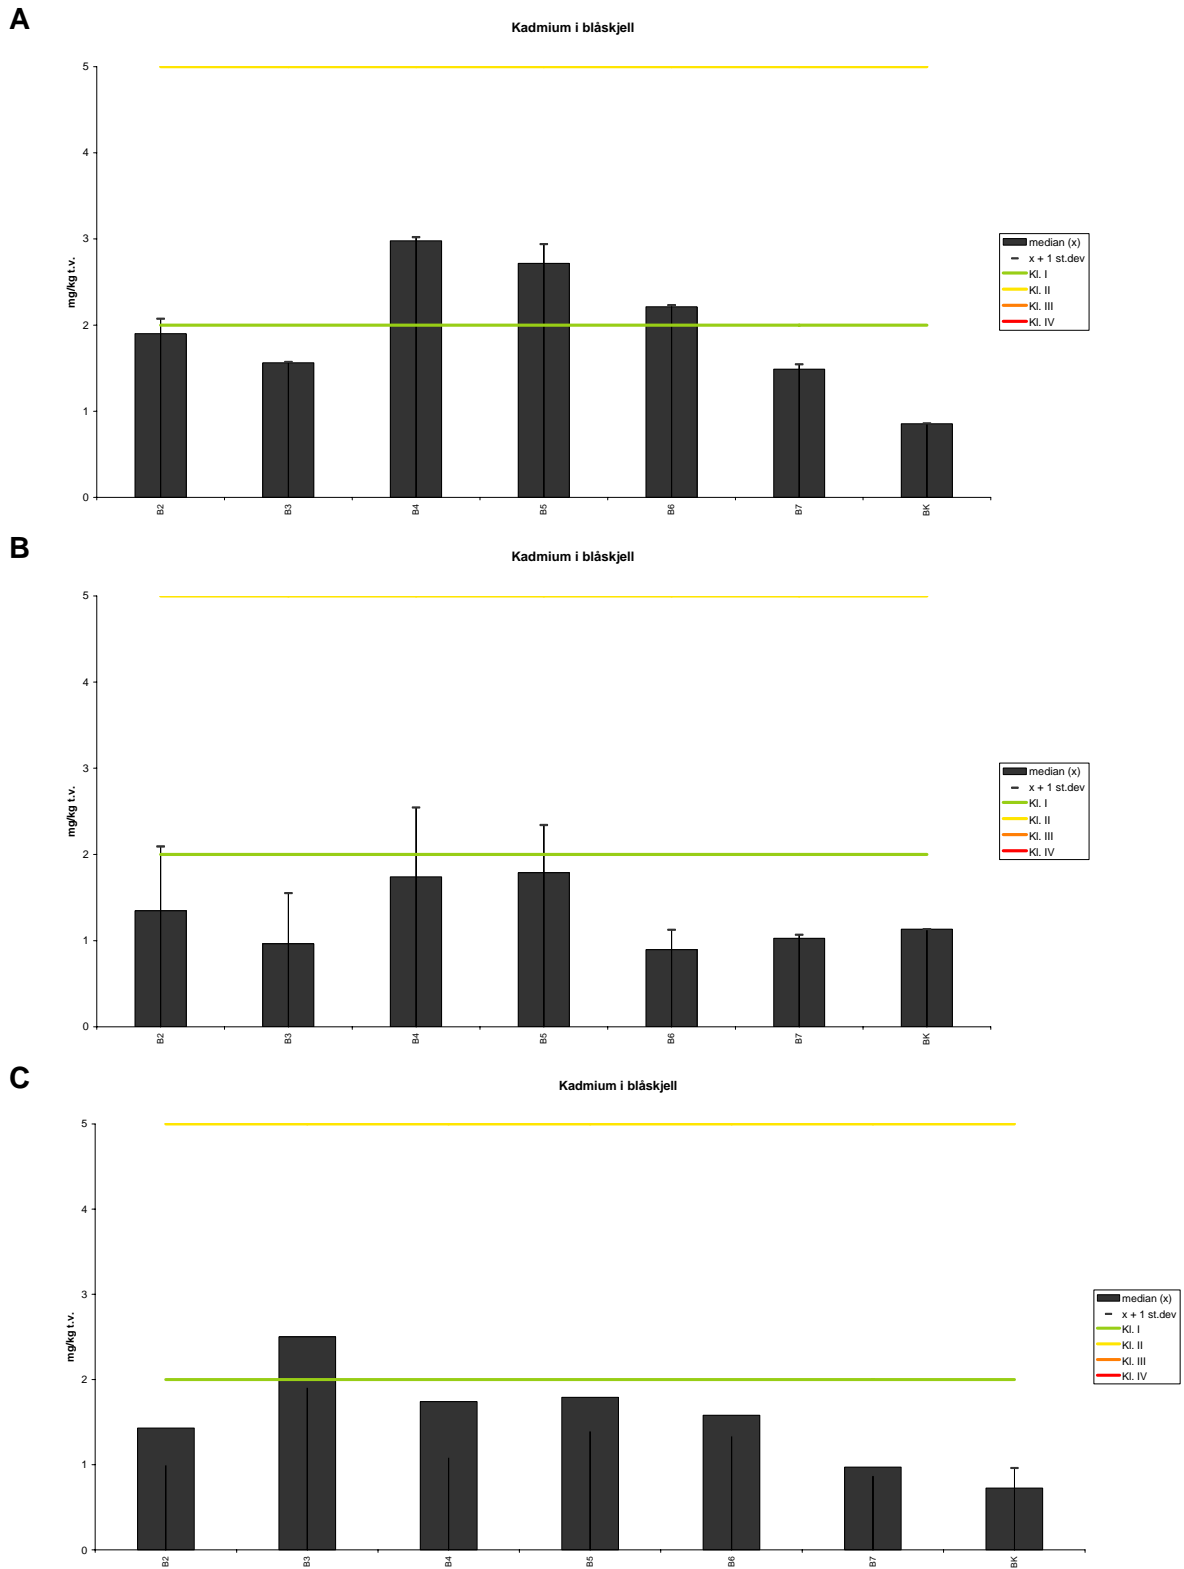 A
Kadmium i blåskjell
5
4
3
2
1
0
mg/kg t.v.
B2
B3
B4
B5
B6
B7
BK
median (x)
x + 1 st.dev
Kl. I
Kl. II
Kl. III
Kl. IV
B
Kadmium i blåskjell
5
4
3
2
1
0
mg/kg t.v.
B2
B3
B4
B5
B6
B7
BK
median (x)
x + 1 st.dev
Kl. I
Kl. II
Kl. III
Kl. IV
C
Kadmium i blåskjell
5
4
3
2
1
0
mg/kg t.v.
B2
B3
B4
B5
B6
B7
BK
median (x)
x + 1 st.dev
Kl. I
Kl. II
Kl. III
Kl. IV